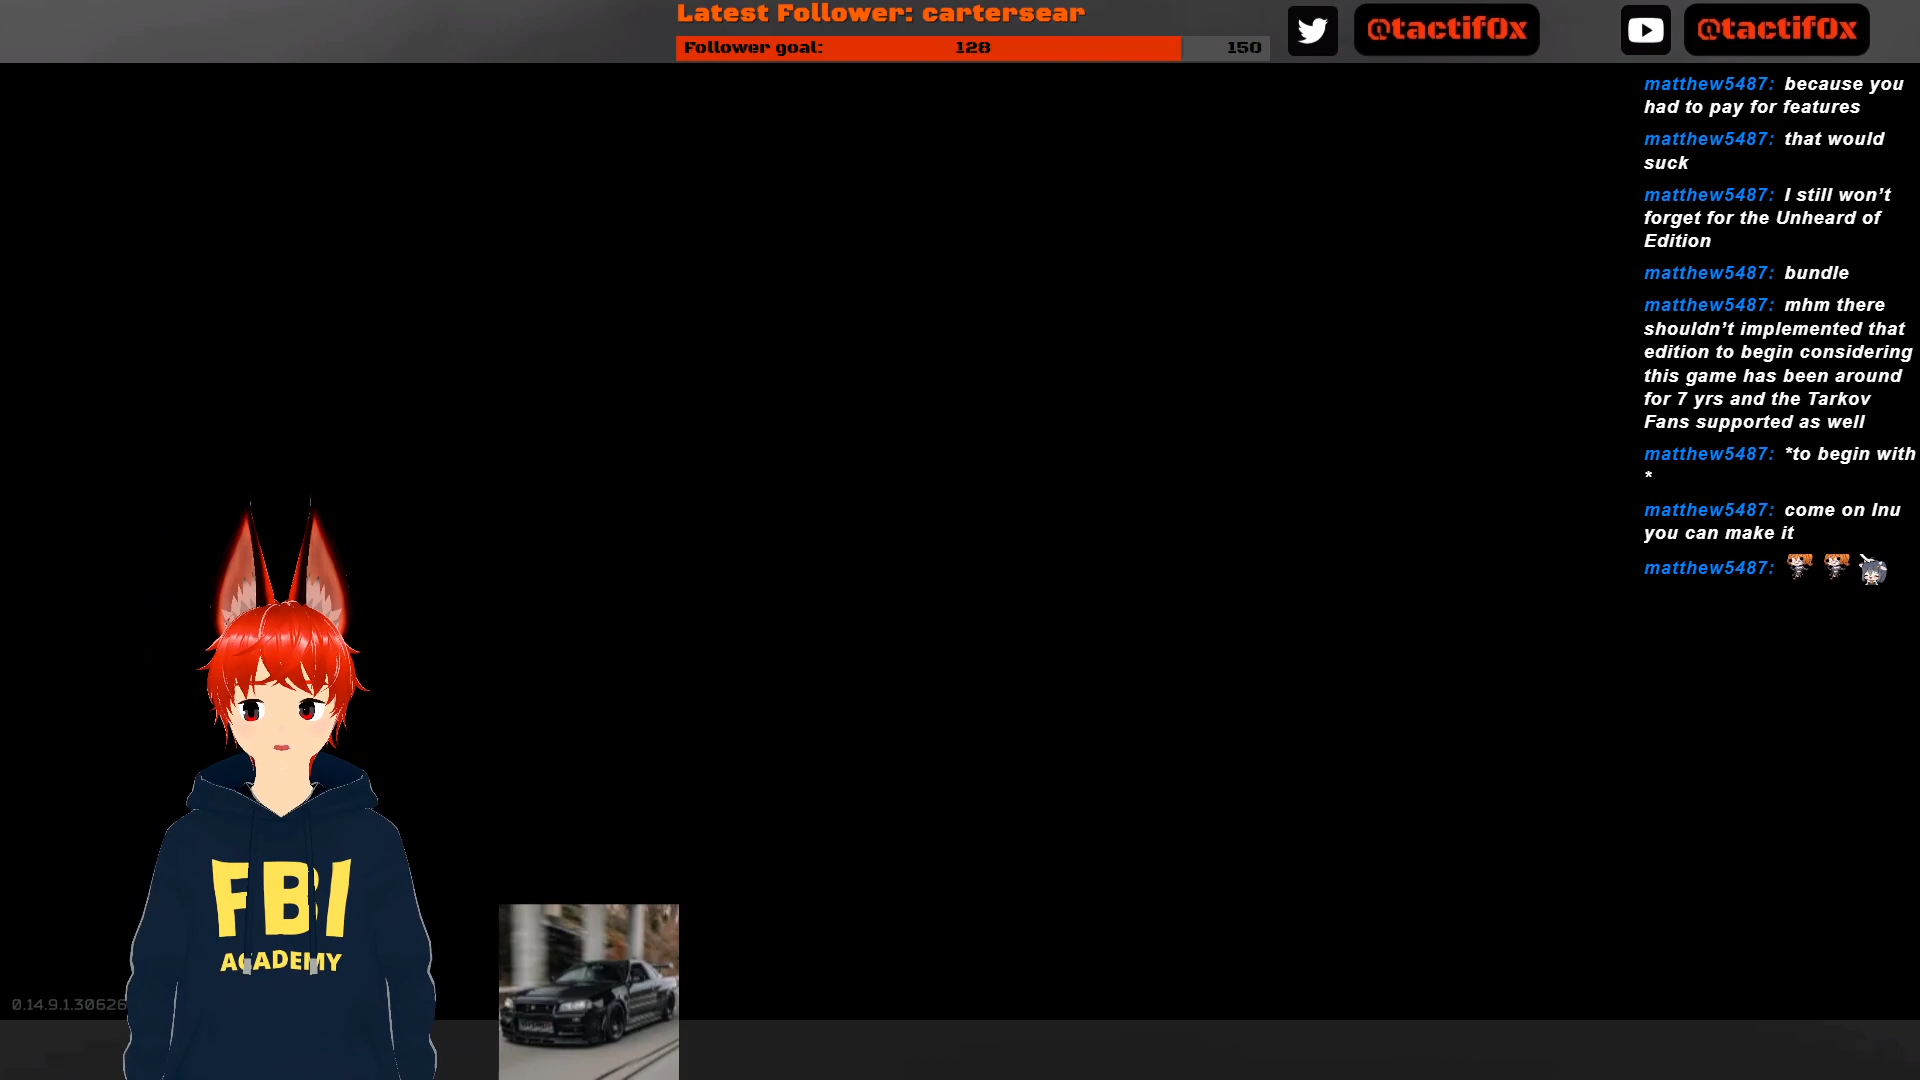 Latest Follower: cartersear
Follower goal: 128 150
@tactif0x
@tactif0x
matthew5487: because you
had to pay for features
matthew5487: that would
suck
matthew5487: I still won't
forget for the Unheard of
Edition
matthew5487: bundle
matthew5487: mhm there
shouldn't implemented that
edition to begin considering
this game has been around
for 7 yrs and the Tarkov
Fans supported as well
matthew5487: *to begin with
*
matthew5487: come on Inu
you can make it
matthew5487:
FBI
ACADEMY
0.14.9.1.30626